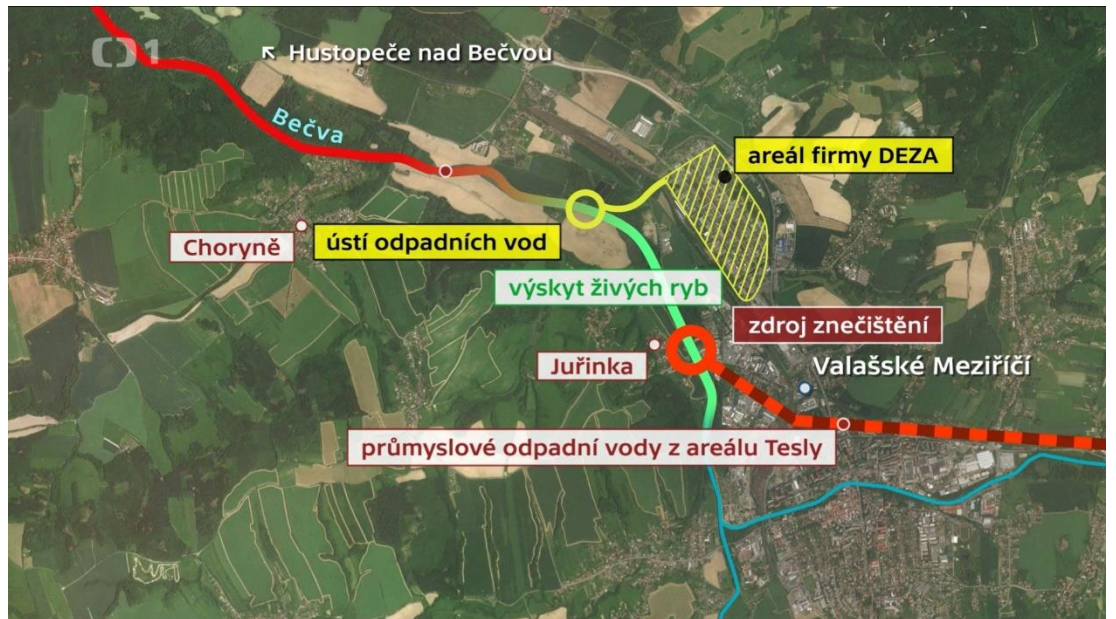 1
Hustopeče nad Bečvou
Bečva
areál firmy DEZA
Choryně
ústí odpadních vod
výskyt živých ryb
zdroj znečištění
Juřinka
Valašské Meziříčí
průmyslové odpadní vody z areálu Tesly